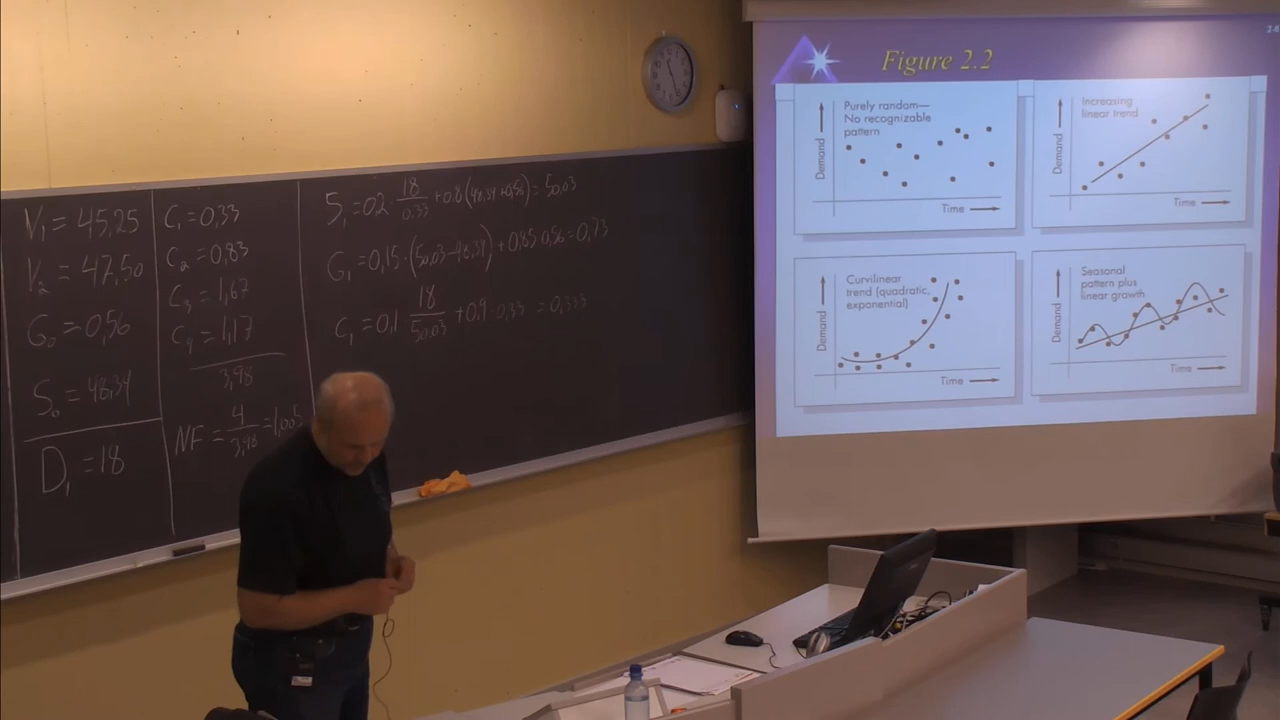 V₁ = 45,25
V₂ = 47,50
G₀ = 0,56
S₀ = 48,34
D₁ = 18
C₁ = 0,33
C₂ = 0,83
C₃ = 1,67
C₄ = 1,17
3,98
NF = 4/3,98 = 1,005
S₁ = 0,2 · 18/0,33 + 0,8 (48,34 + 0,56) = 50,03
G₁ = 0,15 · (50,03 - 48,34) + 0,85 · 0,56 = 0,73
C₁ = 0,1 18/50,03 + 0,9 · 0,33 = 0,333
Figure 2.2
Purely random—
No recognizable
pattern
Demand
Time
Increasing
linear trend
Demand
Time
Curvilinear
trend (quadratic,
exponential)
Demand
Time
Seasonal
pattern plus
linear growth
Demand
Time